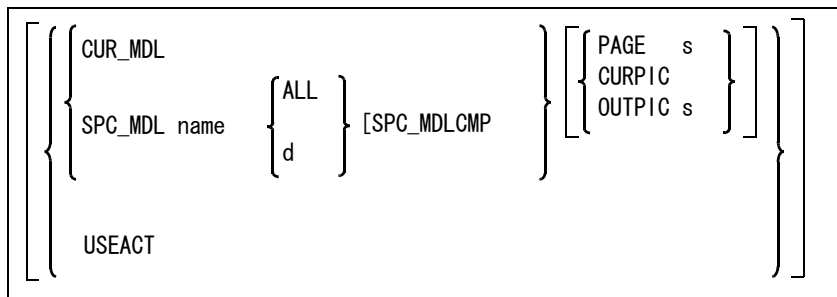 CUR_MDL PAGE s
CURPIC
SPC_MDL name ALL [SPC_MDLCMP OUTPIC s
d
USEACT